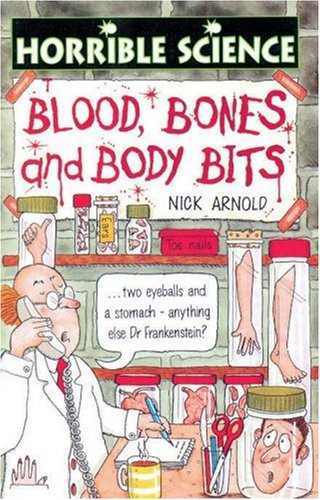 HORRIBLE SCIENCE
BLOOD, BONES
and BODY BITS
NICK ARNOLD
Ears
Toe nails
...two eyeballs and
a stomach - anything
else Dr Frankenstein?